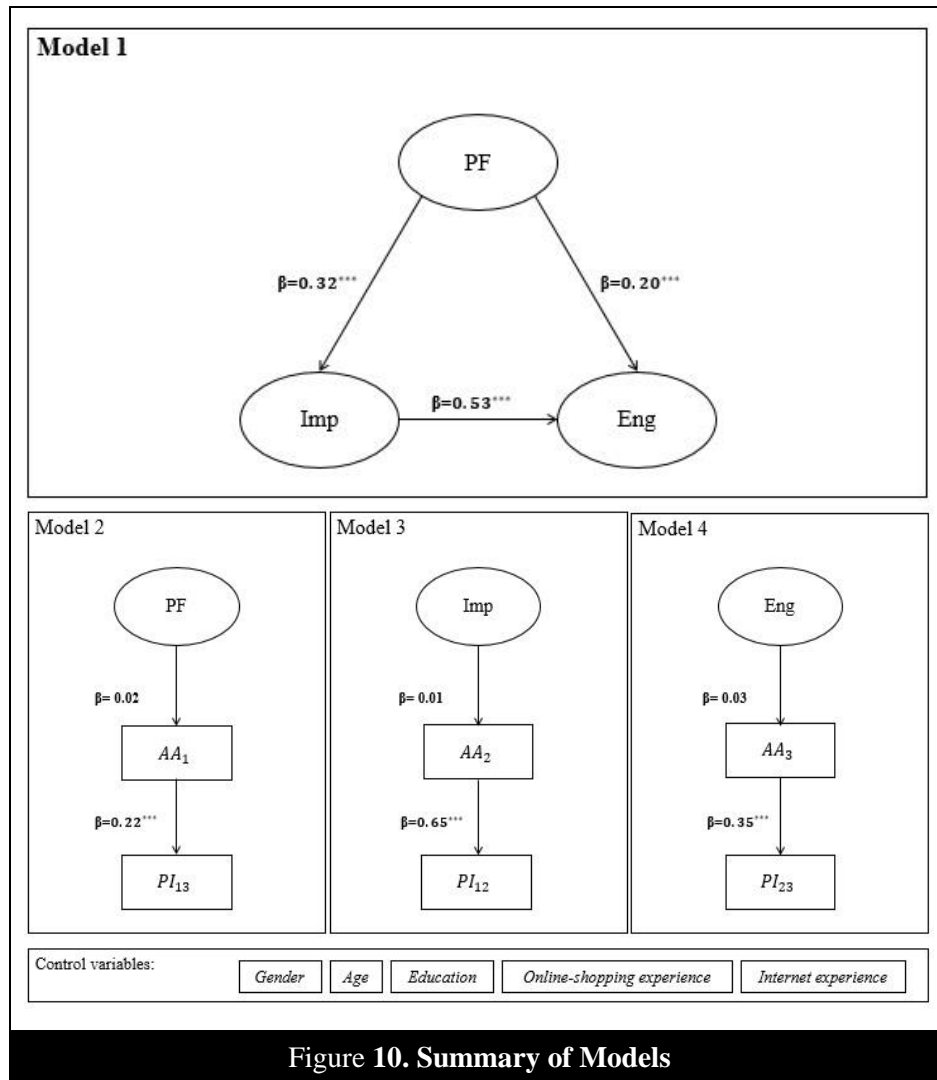 Model 1
PF
β=0.32***
β=0.20***
Imp
β=0.53***
Eng
Model 2
PF
β= 0.02
AA₁
β=0.22***
PI₁₃
Model 3
Imp
β= 0.01
AA₂
β=0.65***
PI₁₂
Model 4
Eng
β= 0.03
AA₃
β=0.35***
PI₂₃
Control variables:
Gender
Age
Education
Online-shopping experience
Internet experience
Figure 10. Summary of Models